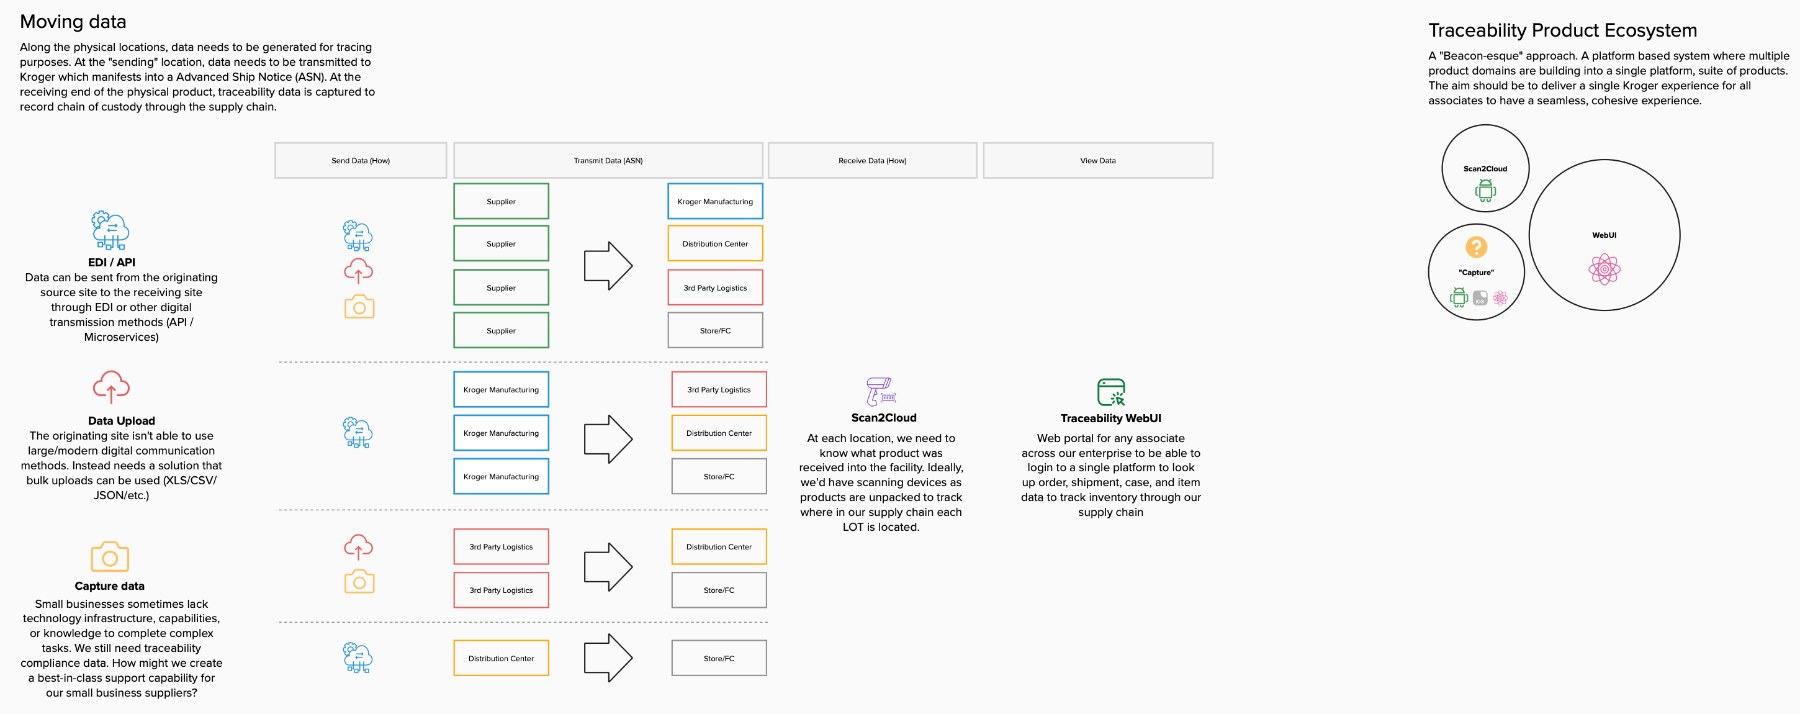 Moving data
Along the physical locations, data needs to be generated for tracing
purposes. At the "sending" location, data needs to be transmitted to
Kroger which manifests into a Advanced Ship Notice (ASN). At the
receiving end of the physical product, traceability data is captured to
record chain of custody through the supply chain.
Traceability Product Ecosystem
A "Beacon-esque" approach. A platform based system where multiple
product domains are building into a single platform, suite of products.
The aim should be to deliver a single Kroger experience for all
associates to have a seamless, cohesive experience.
Send Data (How)
Transmit Data (ASN)
Receive Data (How)
View Data
EDI / API
Data can be sent from the originating
source site to the receiving site
through EDI or other digital
transmission methods (API /
Microservices)
Supplier
Kroger Manufacturing
Supplier
Distribution Center
Supplier
3rd Party Logistics
Supplier
Store/FC
Data Upload
The originating site isn't able to use
large/modern digital communication
methods. Instead needs a solution that
bulk uploads can be used (XLS/CSV/
JSON/etc.)
Kroger Manufacturing
3rd Party Logistics
Kroger Manufacturing
Distribution Center
Kroger Manufacturing
Store/FC
Capture data
Small businesses sometimes lack
technology infrastructure, capabilities,
or knowledge to complete complex
tasks. We still need traceability
compliance data. How might we create
a best-in-class support capability for
our small business suppliers?
3rd Party Logistics
Distribution Center
3rd Party Logistics
Store/FC
Distribution Center
Store/FC
Scan2Cloud
At each location, we need to
know what product was
received into the facility. Ideally,
we'd have scanning devices as
products are unpacked to track
where in our supply chain each
LOT is located.
Traceability WebUI
Web portal for any associate
across our enterprise to be able to
login to a single platform to look
up order, shipment, case, and item
data to track inventory through our
supply chain
Scan2Cloud
WebUI
?
"Capture"